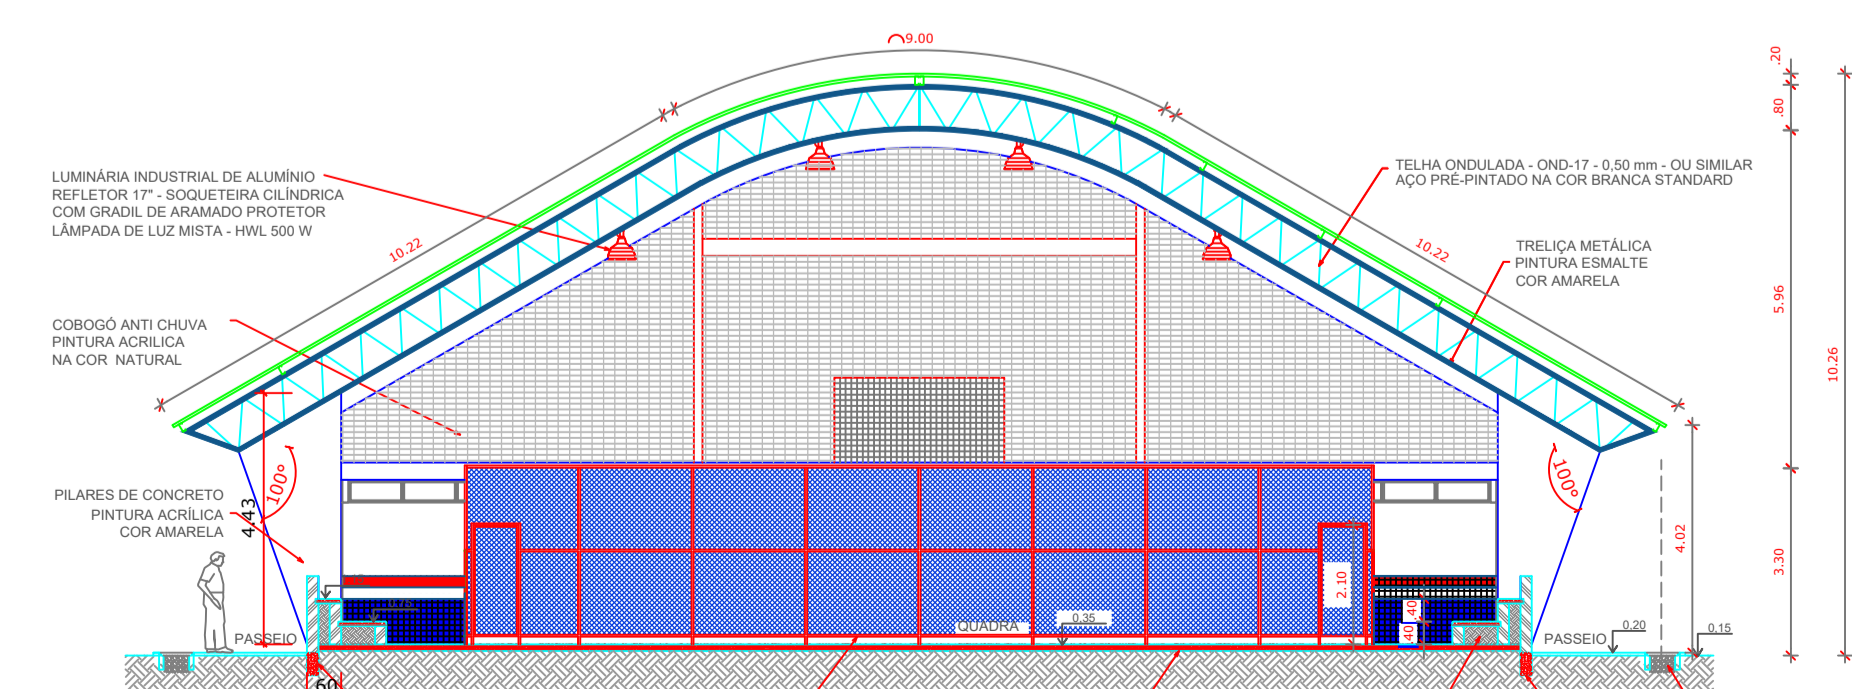 9.00
.20
.80
LUMINÁRIA INDUSTRIAL DE ALUMÍNIO
REFLETOR 17" - SOQUETEIRA CILÍNDRICA
COM GRADIL DE ARAMADO PROTETOR
LÂMPADA DE LUZ MISTA - HWL 500 W
TELHA ONDULADA - OND-17 - 0,50 mm - OU SIMILAR
AÇO PRÉ-PINTADO NA COR BRANCA STANDARD
10.22
10.22
TRELIÇA METÁLICA
PINTURA ESMALTE
COR AMARELA
5.96
10.26
COBOGÓ ANTI CHUVA
PINTURA ACRILICA
NA COR NATURAL
100°
100°
PILARES DE CONCRETO
PINTURA ACRÍLICA
COR AMARELA
4.43
4.02
3.30
2.10
0.75
.40
.40
QUADRA
0.35
PASSEIO
PASSEIO
0,20
0,15
60